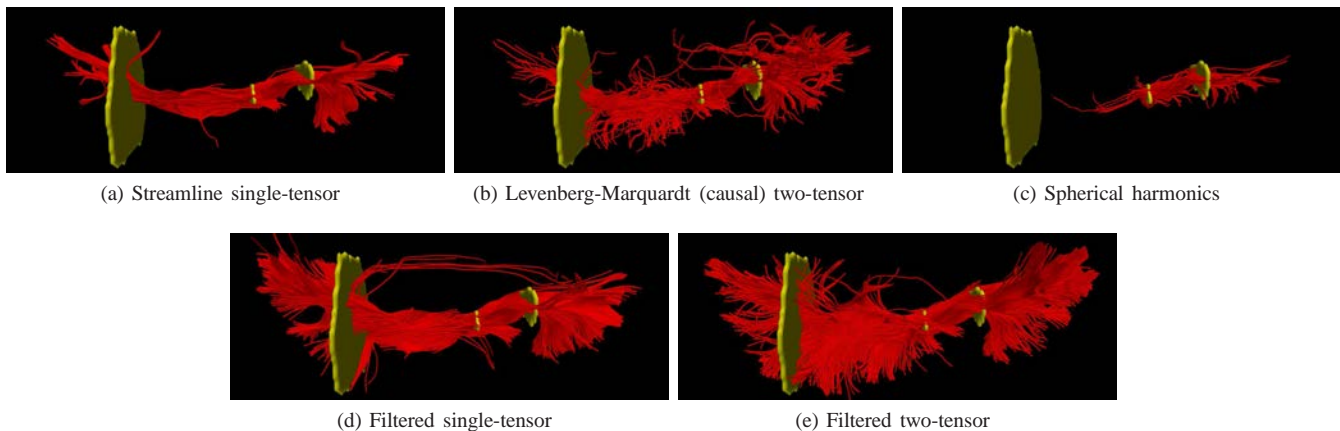 (a) Streamline single-tensor
(b) Levenberg-Marquardt (causal) two-tensor
(c) Spherical harmonics
(d) Filtered single-tensor
(e) Filtered two-tensor